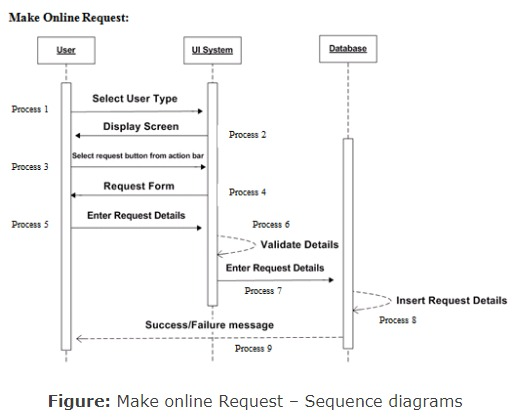 Make Online Request:
User
UI System
Database
Select User Type
Process 1
Display Screen
Process 2
Select request button from action bar
Process 3
Request Form
Process 4
Enter Request Details
Process 5
Process 6
Validate Details
Enter Request Details
Process 7
Insert Request Details
Process 8
Success/Failure message
Process 9
Figure: Make online Request – Sequence diagrams